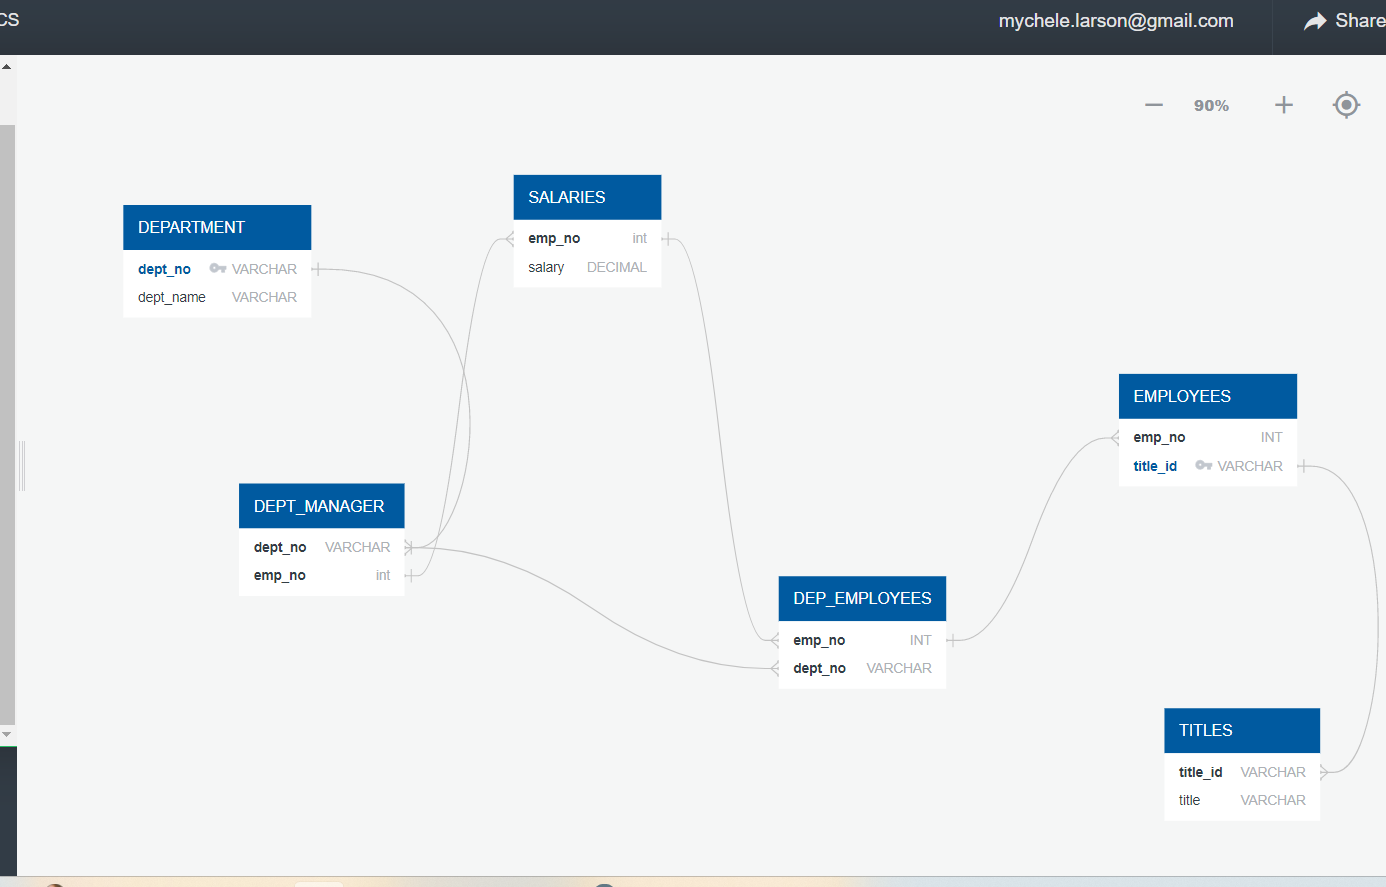 CS
mychele.larson@gmail.com
Share
90%
SALARIES
emp_no int
salary DECIMAL
DEPARTMENT
dept_no VARCHAR
dept_name VARCHAR
EMPLOYEES
emp_no INT
title_id VARCHAR
DEPT_MANAGER
dept_no VARCHAR
emp_no int
DEP_EMPLOYEES
emp_no INT
dept_no VARCHAR
TITLES
title_id VARCHAR
title VARCHAR